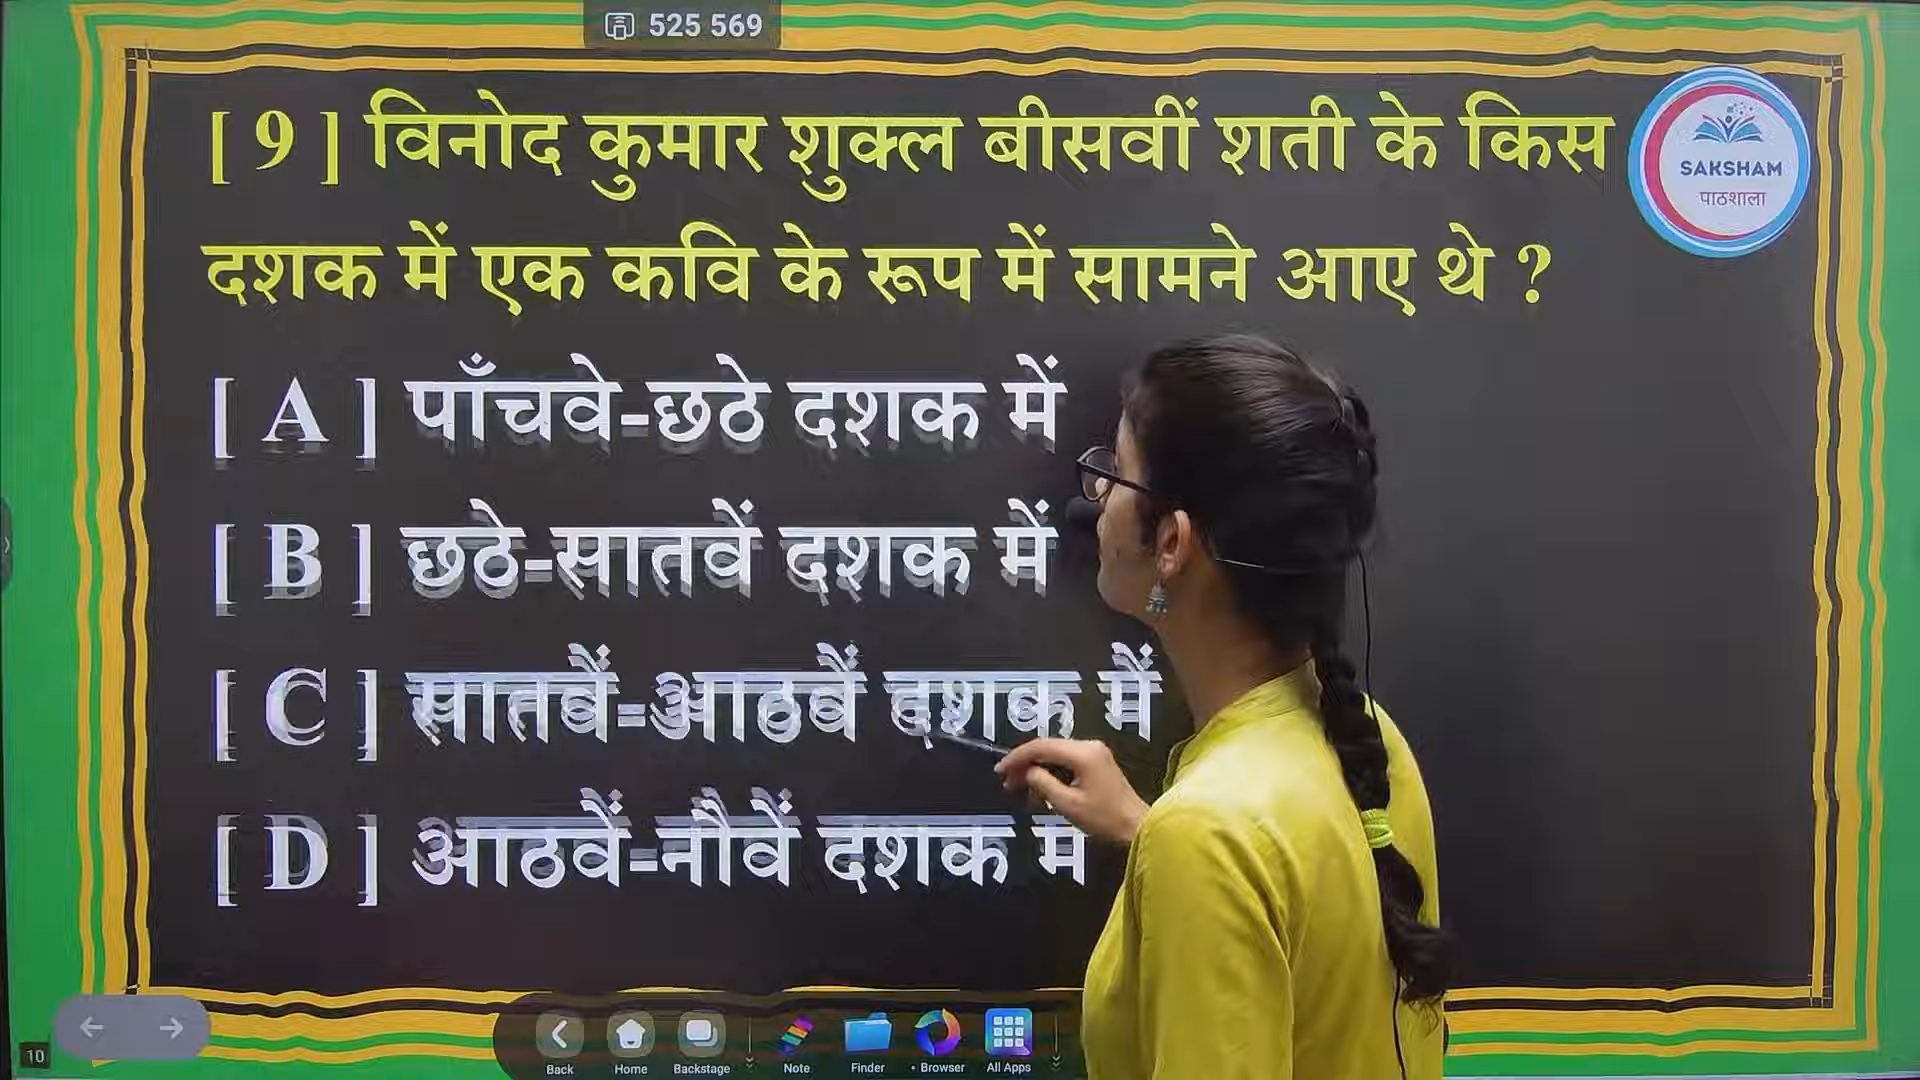 525 569
[ 9 ] विनोद कुमार शुक्ल बीसवीं शती के किस
दशक में एक कवि के रूप में सामने आए थे ?
SAKSHAM
पाठशाला
[ A ] पाँचवे-छठे दशक में
[ B ] छठे-सातवें दशक में
[ C ] सातवें-आठवें दशक में
[ D ] आठवें-नौवें दशक में
10
Back Home Backstage Note Finder Browser All Apps